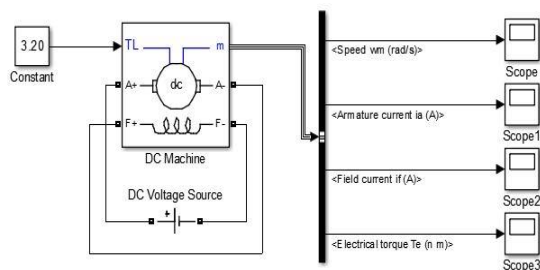 3.20
Constant
TL
m
A+
dc
A-
F+
F-
DC Machine
DC Voltage Source
+
<Speed wm (rad/s)>
Scope
<Armature current ia (A)>
Scope1
<Field current if (A)>
Scope2
<Electrical torque Te (n m)>
Scope3